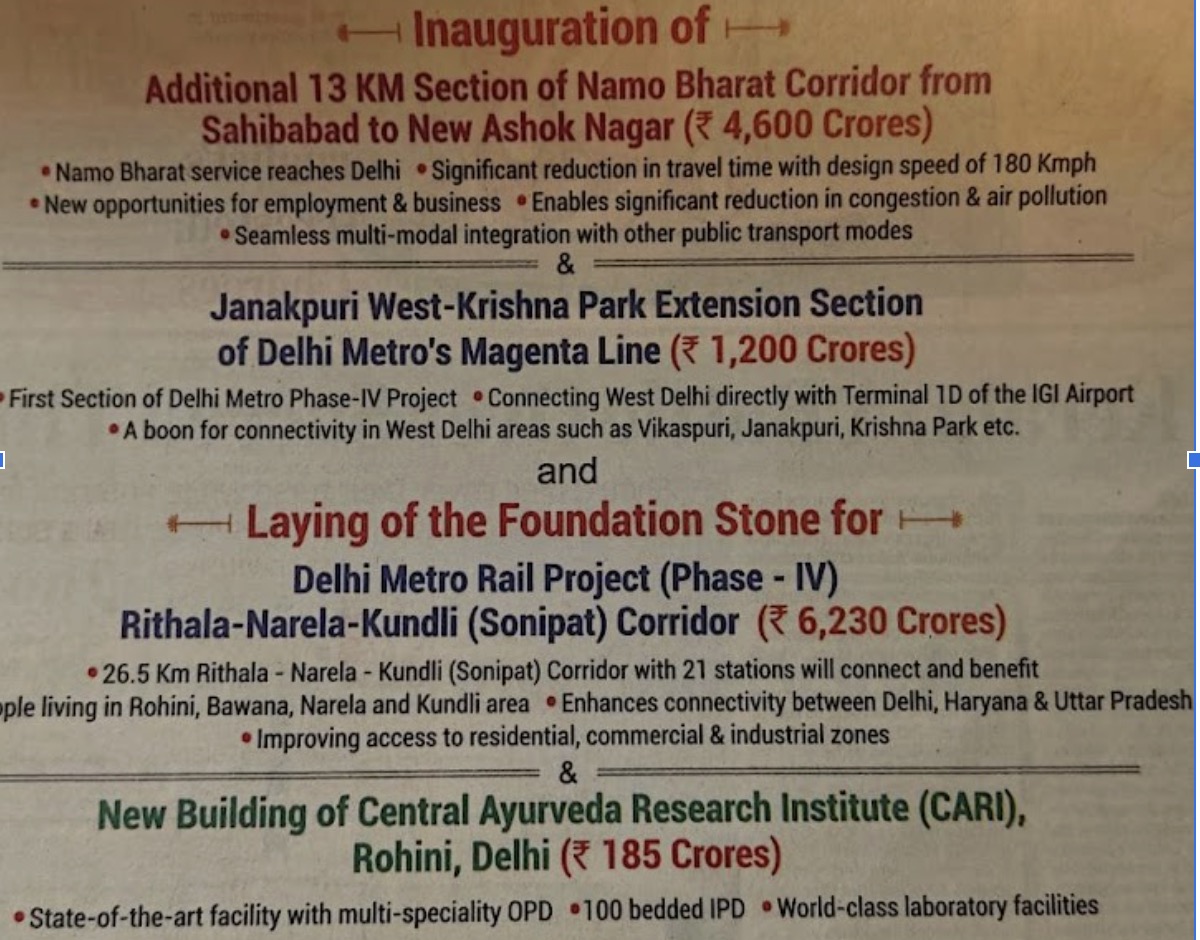 Inauguration of
Additional 13 KM Section of Namo Bharat Corridor from
Sahibabad to New Ashok Nagar (₹ 4,600 Crores)
• Namo Bharat service reaches Delhi • Significant reduction in travel time with design speed of 180 Kmph
• New opportunities for employment & business • Enables significant reduction in congestion & air pollution
• Seamless multi-modal integration with other public transport modes
&
Janakpuri West-Krishna Park Extension Section
of Delhi Metro's Magenta Line (₹ 1,200 Crores)
• First Section of Delhi Metro Phase-IV Project • Connecting West Delhi directly with Terminal 1D of the IGI Airport
• A boon for connectivity in West Delhi areas such as Vikaspuri, Janakpuri, Krishna Park etc.
and
Laying of the Foundation Stone for
Delhi Metro Rail Project (Phase - IV)
Rithala-Narela-Kundli (Sonipat) Corridor (₹ 6,230 Crores)
• 26.5 Km Rithala - Narela - Kundli (Sonipat) Corridor with 21 stations will connect and benefit
living in Rohini, Bawana, Narela and Kundli area • Enhances connectivity between Delhi, Haryana & Uttar Pradesh
• Improving access to residential, commercial & industrial zones
&
New Building of Central Ayurveda Research Institute (CARI),
Rohini, Delhi (₹ 185 Crores)
• State-of-the-art facility with multi-speciality OPD • 100 bedded IPD • World-class laboratory facilities